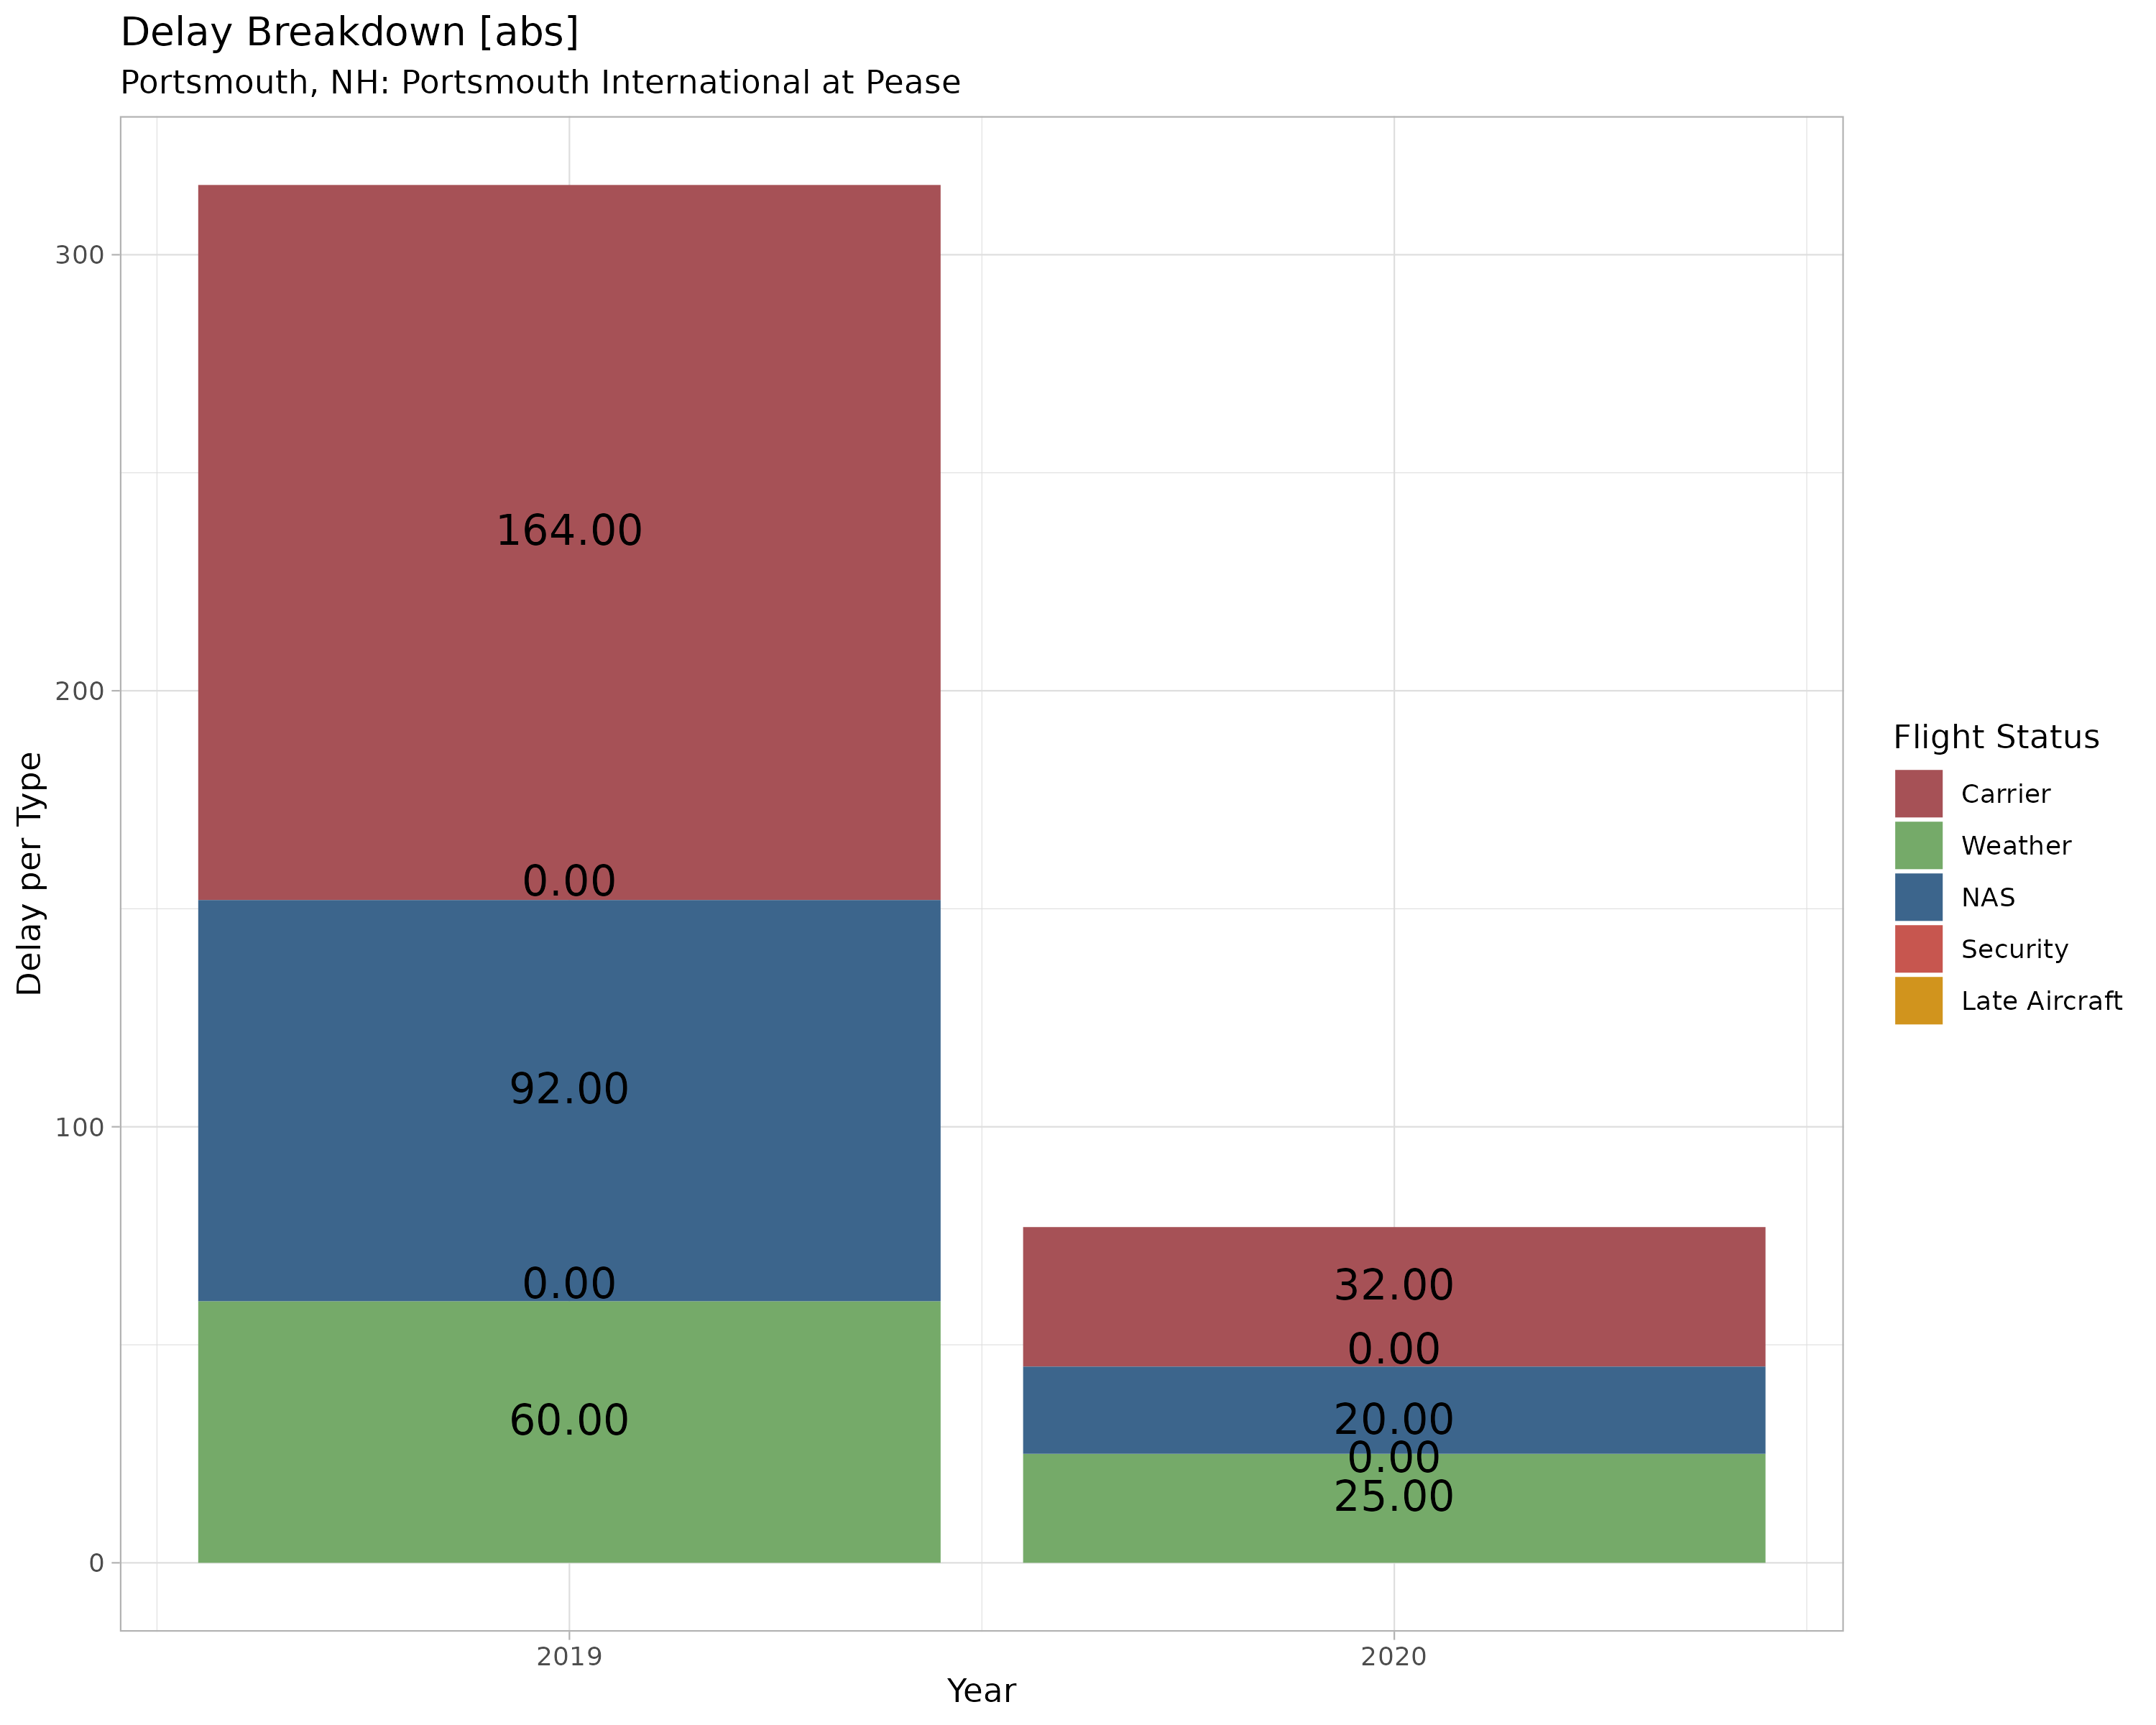 Delay Breakdown [abs]
Portsmouth, NH: Portsmouth International at Pease
Delay per Type
300
200
100
0
164.00
0.00
92.00
0.00
60.00
32.00
0.00
20.00
0.00
25.00
2019
2020
Year
Flight Status
Carrier
Weather
NAS
Security
Late Aircraft